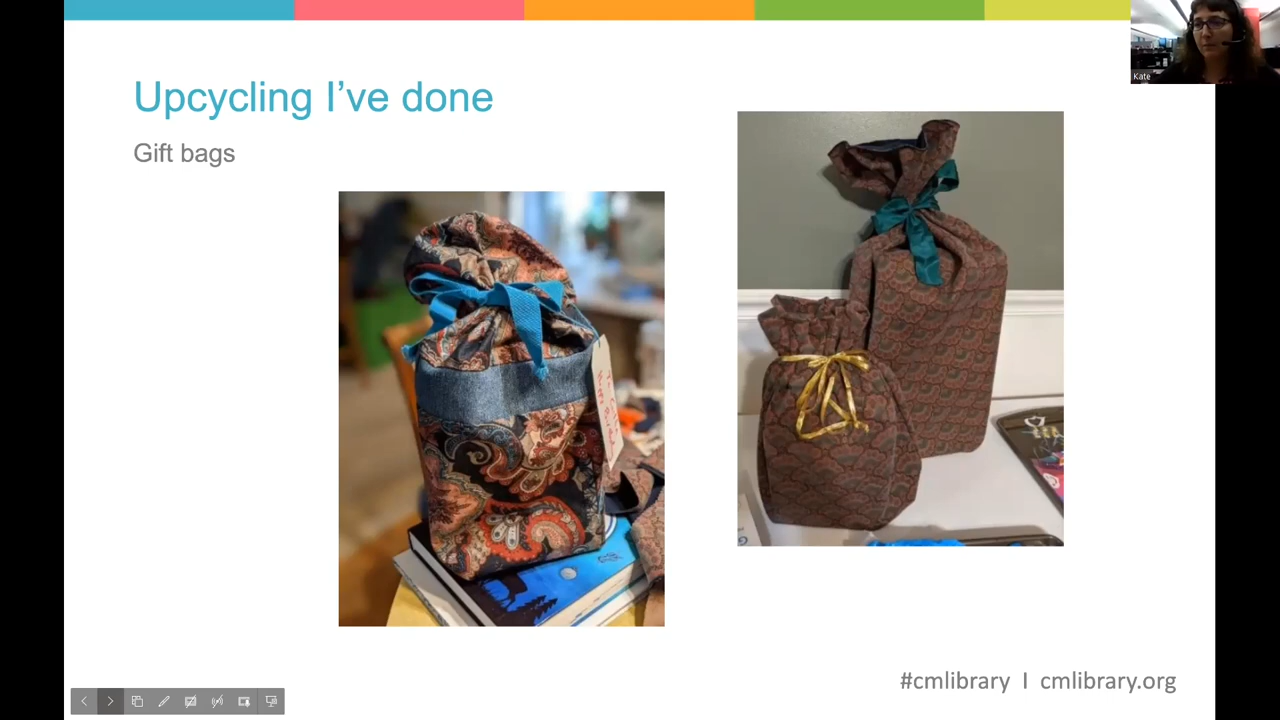 Upcycling I’ve done
Gift bags
Kate
#cmlibrary I cmlibrary.org